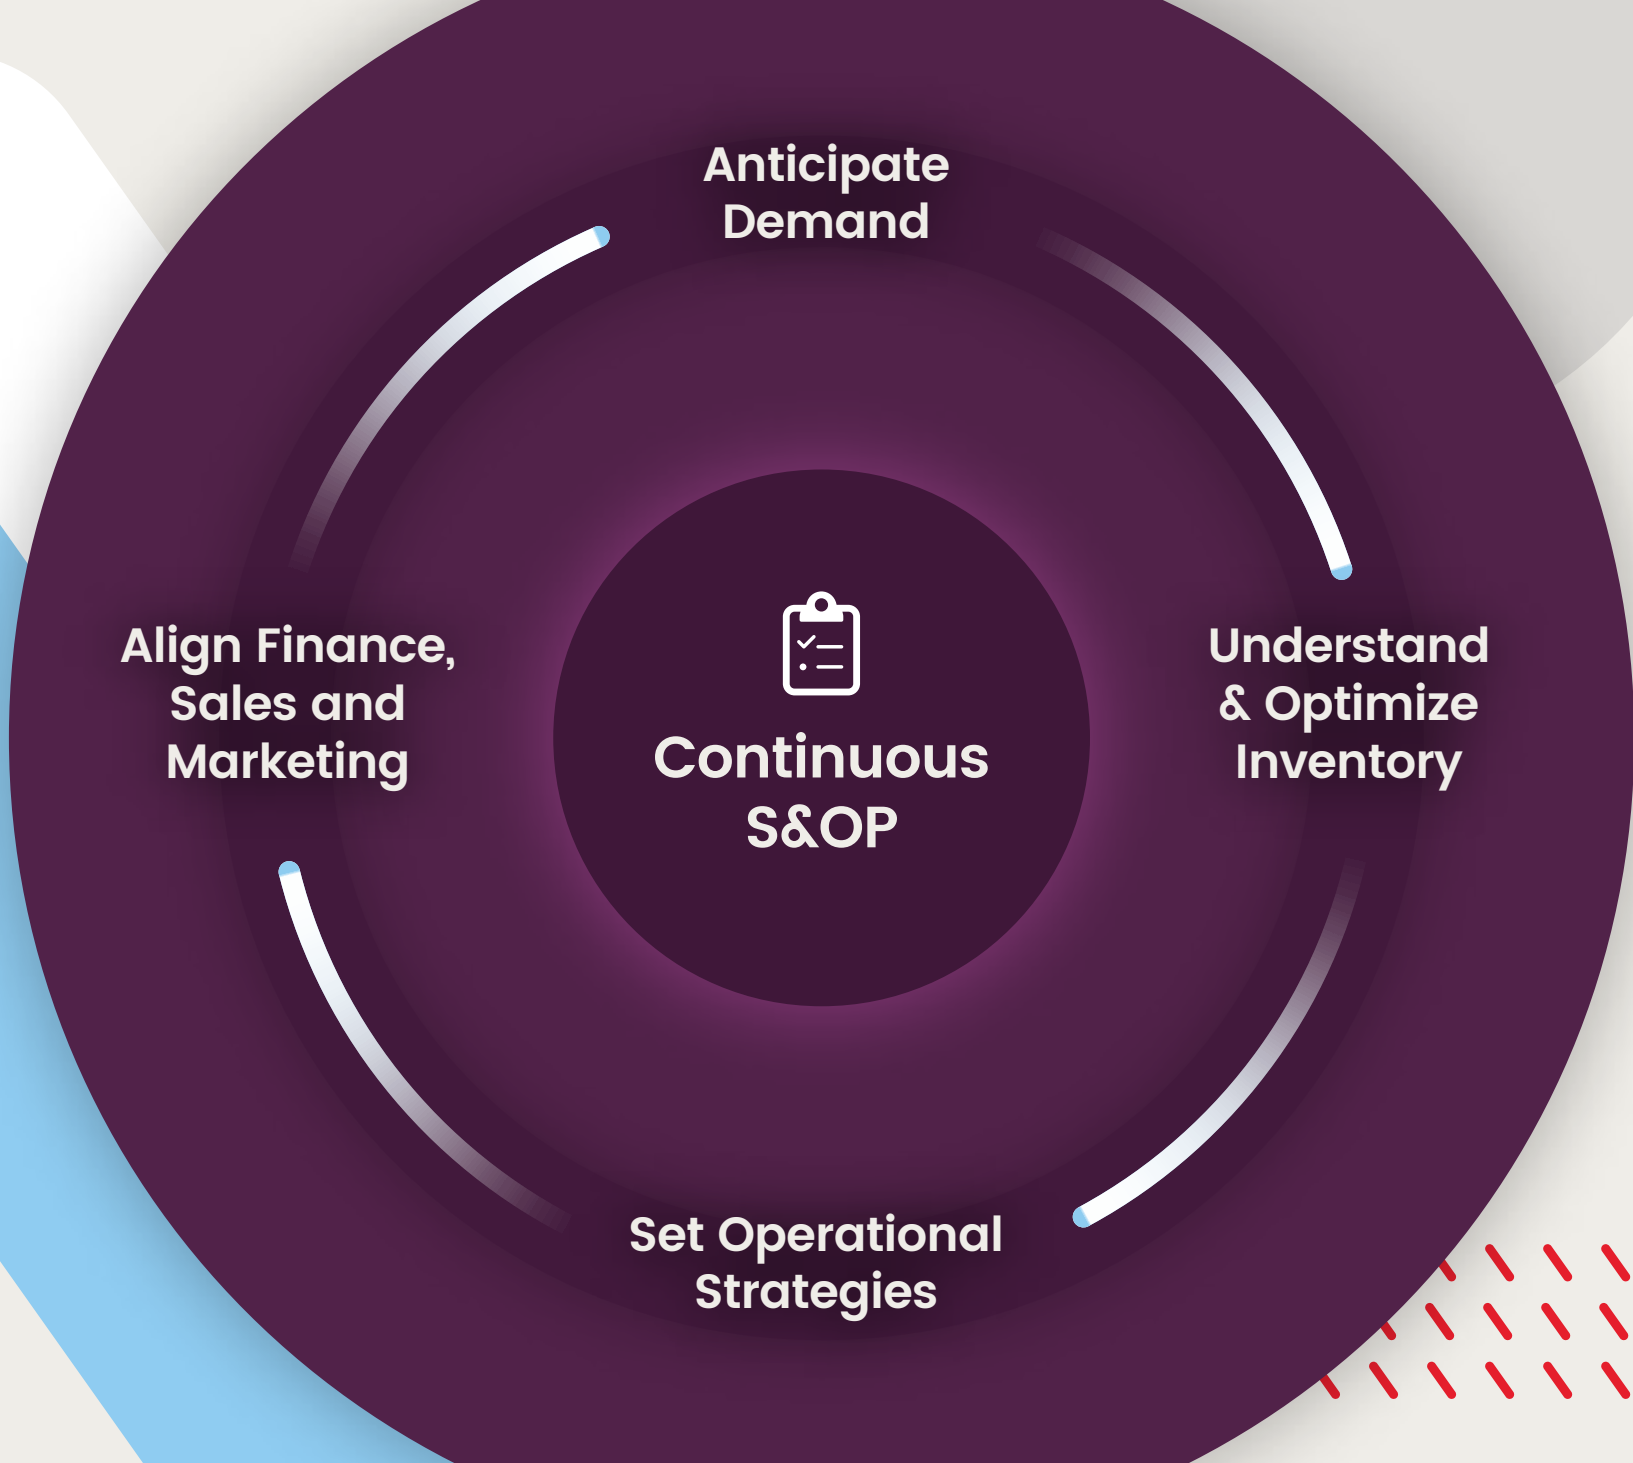 Anticipate
Demand
Align Finance,
Sales and
Marketing
Continuous
S&OP
Understand
& Optimize
Inventory
Set Operational
Strategies